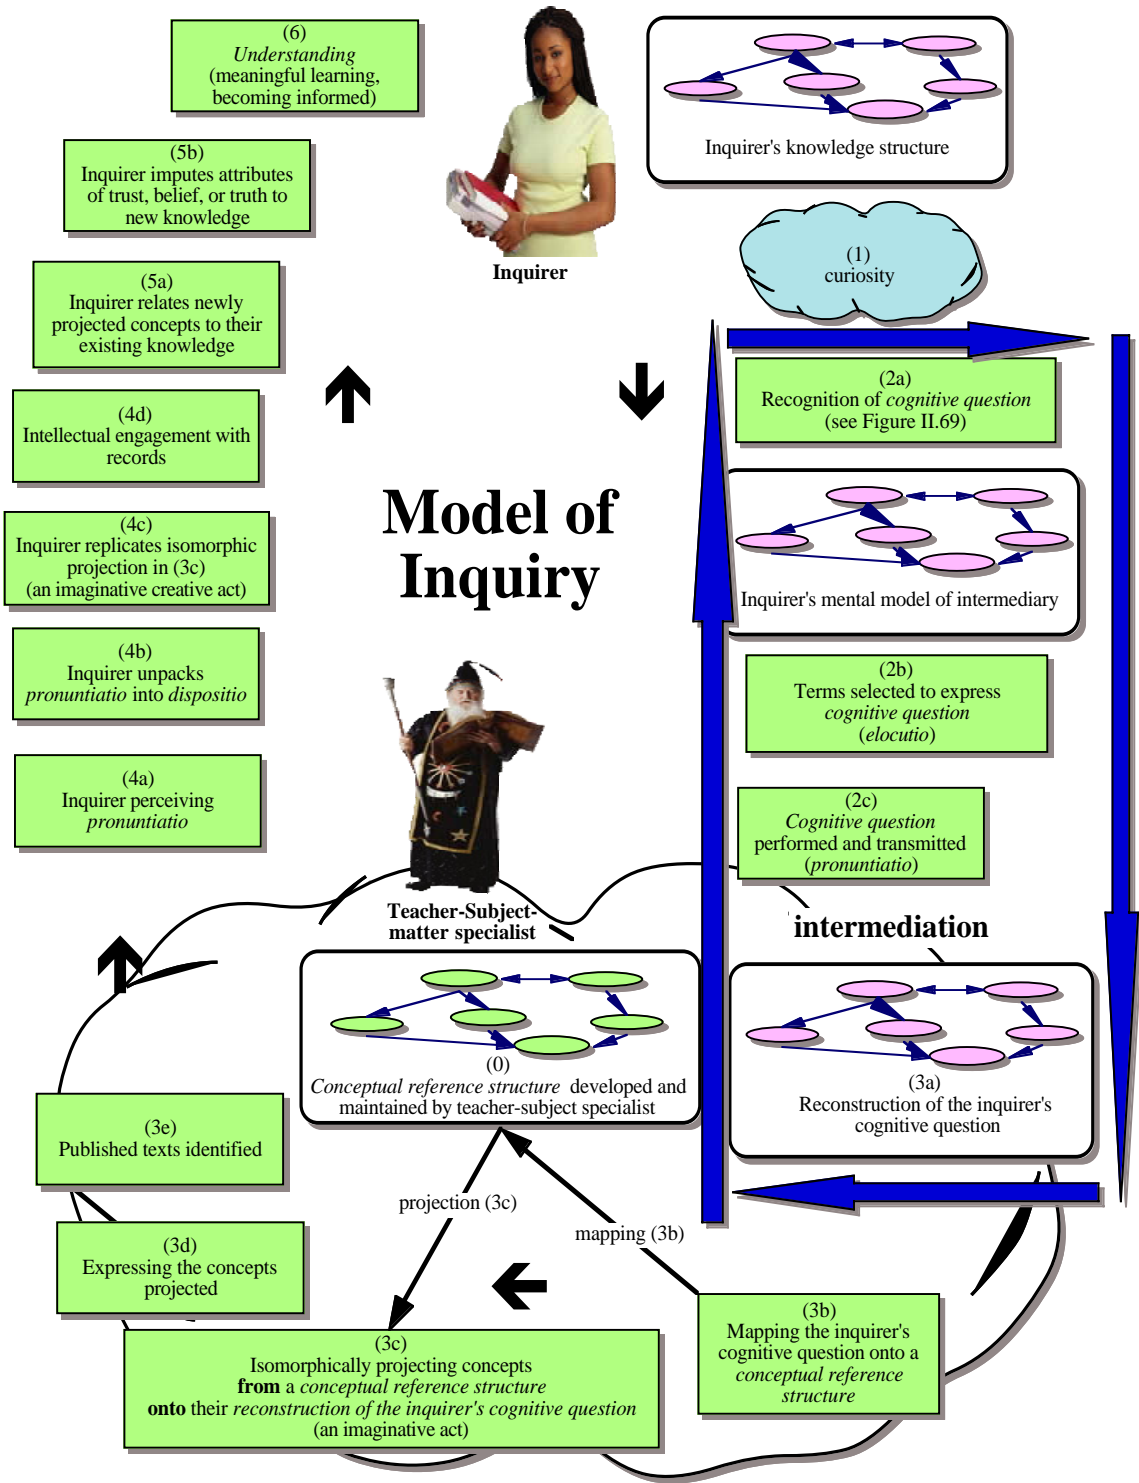 (6)
Understanding
(meaningful learning,
becoming informed)
Inquirer's knowledge structure
(5b)
Inquirer imputes attributes
of trust, belief, or truth to
new knowledge
Inquirer
(1)
curiosity
(5a)
Inquirer relates newly
projected concepts to their
existing knowledge
(2a)
Recognition of cognitive question
(see Figure II.69)
(4d)
Intellectual engagement with
records
Model of
Inquiry
Inquirer's mental model of intermediary
(4c)
Inquirer replicates isomorphic
projection in (3c)
(an imaginative creative act)
(4b)
Inquirer unpacks
pronuntiatio into dispositio
(2b)
Terms selected to express
cognitive question
(elocutio)
(4a)
Inquirer perceiving
pronuntiatio
(2c)
Cognitive question
performed and transmitted
(pronuntiatio)
Teacher-Subject-
matter specialist
intermediation
(0)
Conceptual reference structure developed and
maintained by teacher-subject specialist
(3a)
Reconstruction of the inquirer's
cognitive question
(3e)
Published texts identified
projection (3c)
mapping (3b)
(3d)
Expressing the concepts
projected
(3b)
Mapping the inquirer's
cognitive question onto a
conceptual reference
structure
(3c)
Isomorphically projecting concepts
from a conceptual reference structure
onto their reconstruction of the inquirer's cognitive question
(an imaginative act)